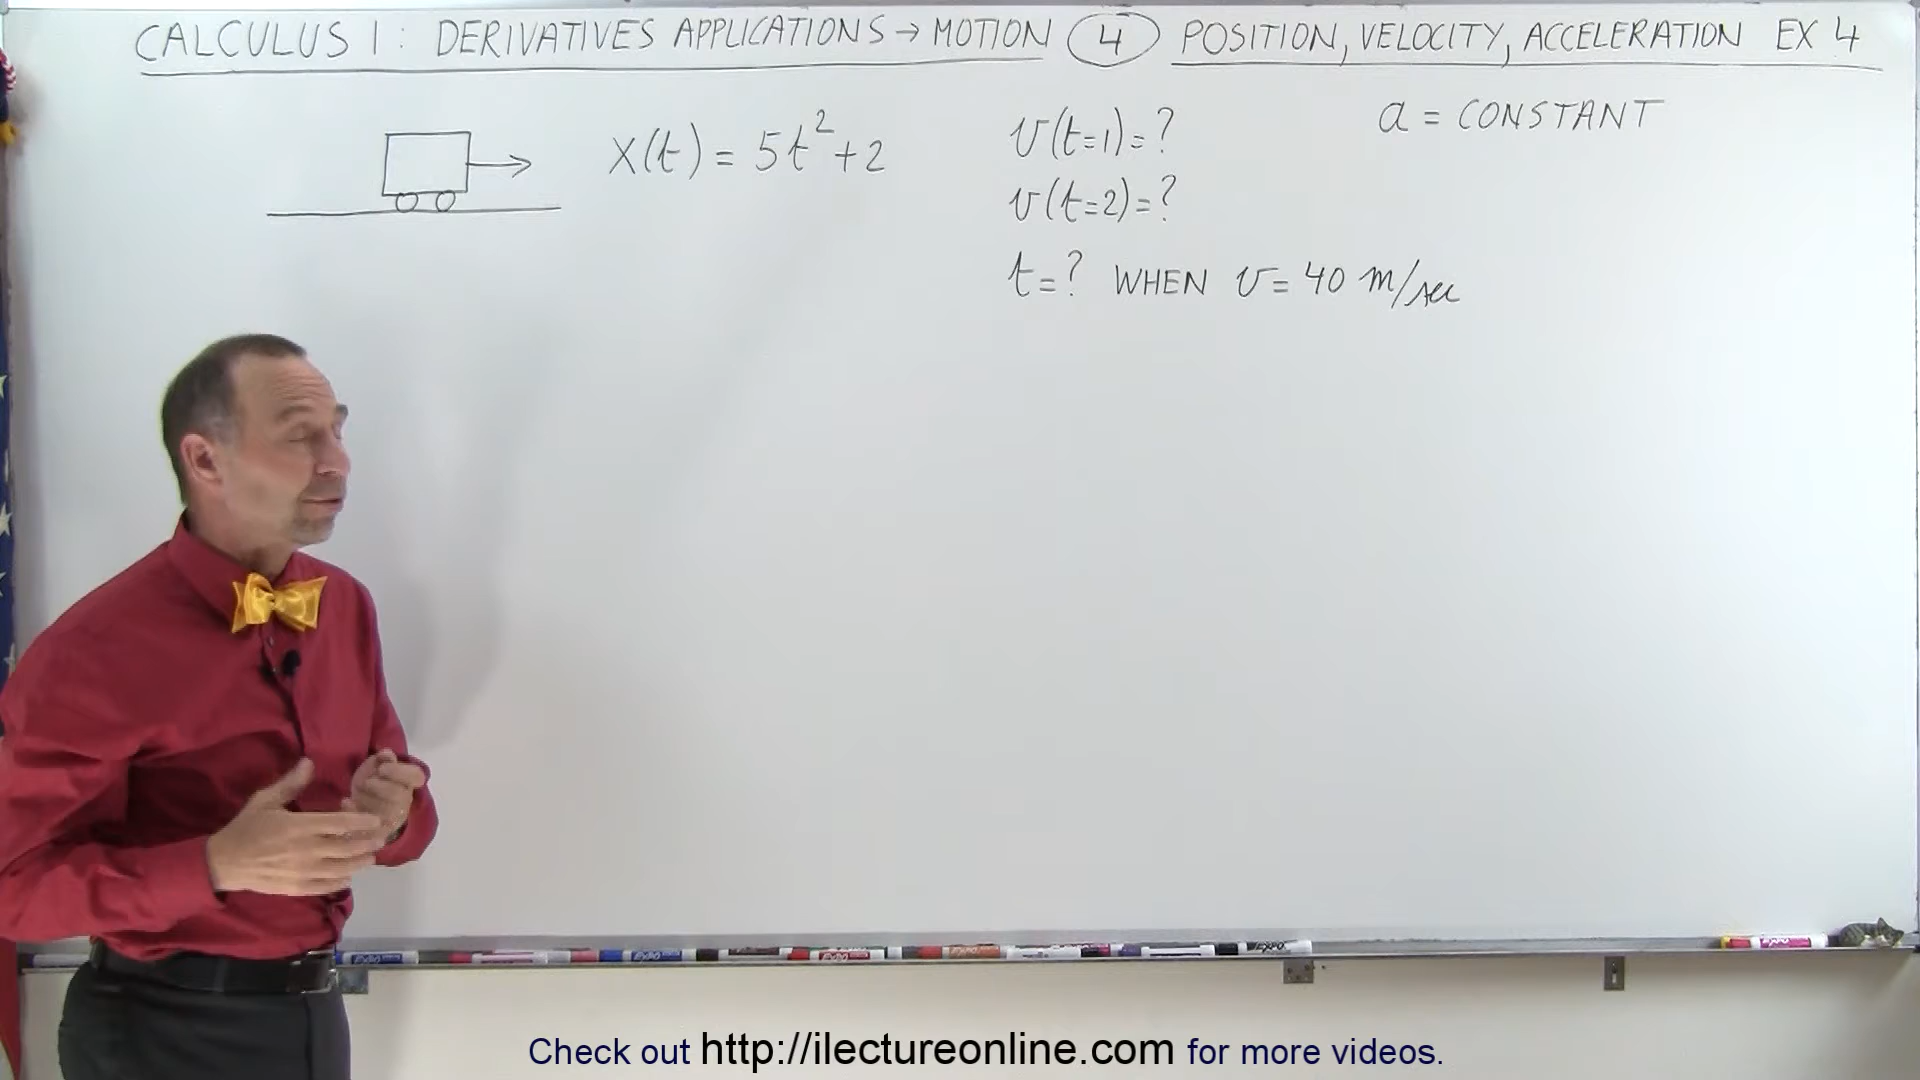 CALCULUS 1: DERIVATIVES APPLICATIONS → MOTION 4 POSITION, VELOCITY, ACCELERATION EX 4
x(t) = 5t²+2
v(t=1)=?
v(t=2)=?
t=? WHEN v= 40 m/sec
a = CONSTANT
Check out http://ilectureonline.com for more videos.